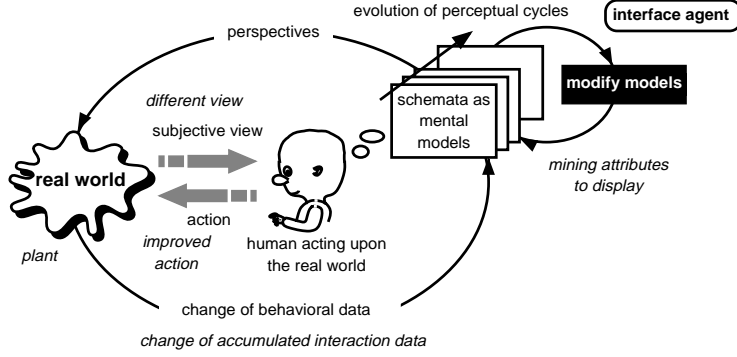 evolution of perceptual cycles
interface agent
perspectives
modify models
different view
schemata as
mental
models
subjective view
mining attributes
to display
real world
action
plant
improved
action
human acting upon
the real world
change of behavioral data
change of accumulated interaction data